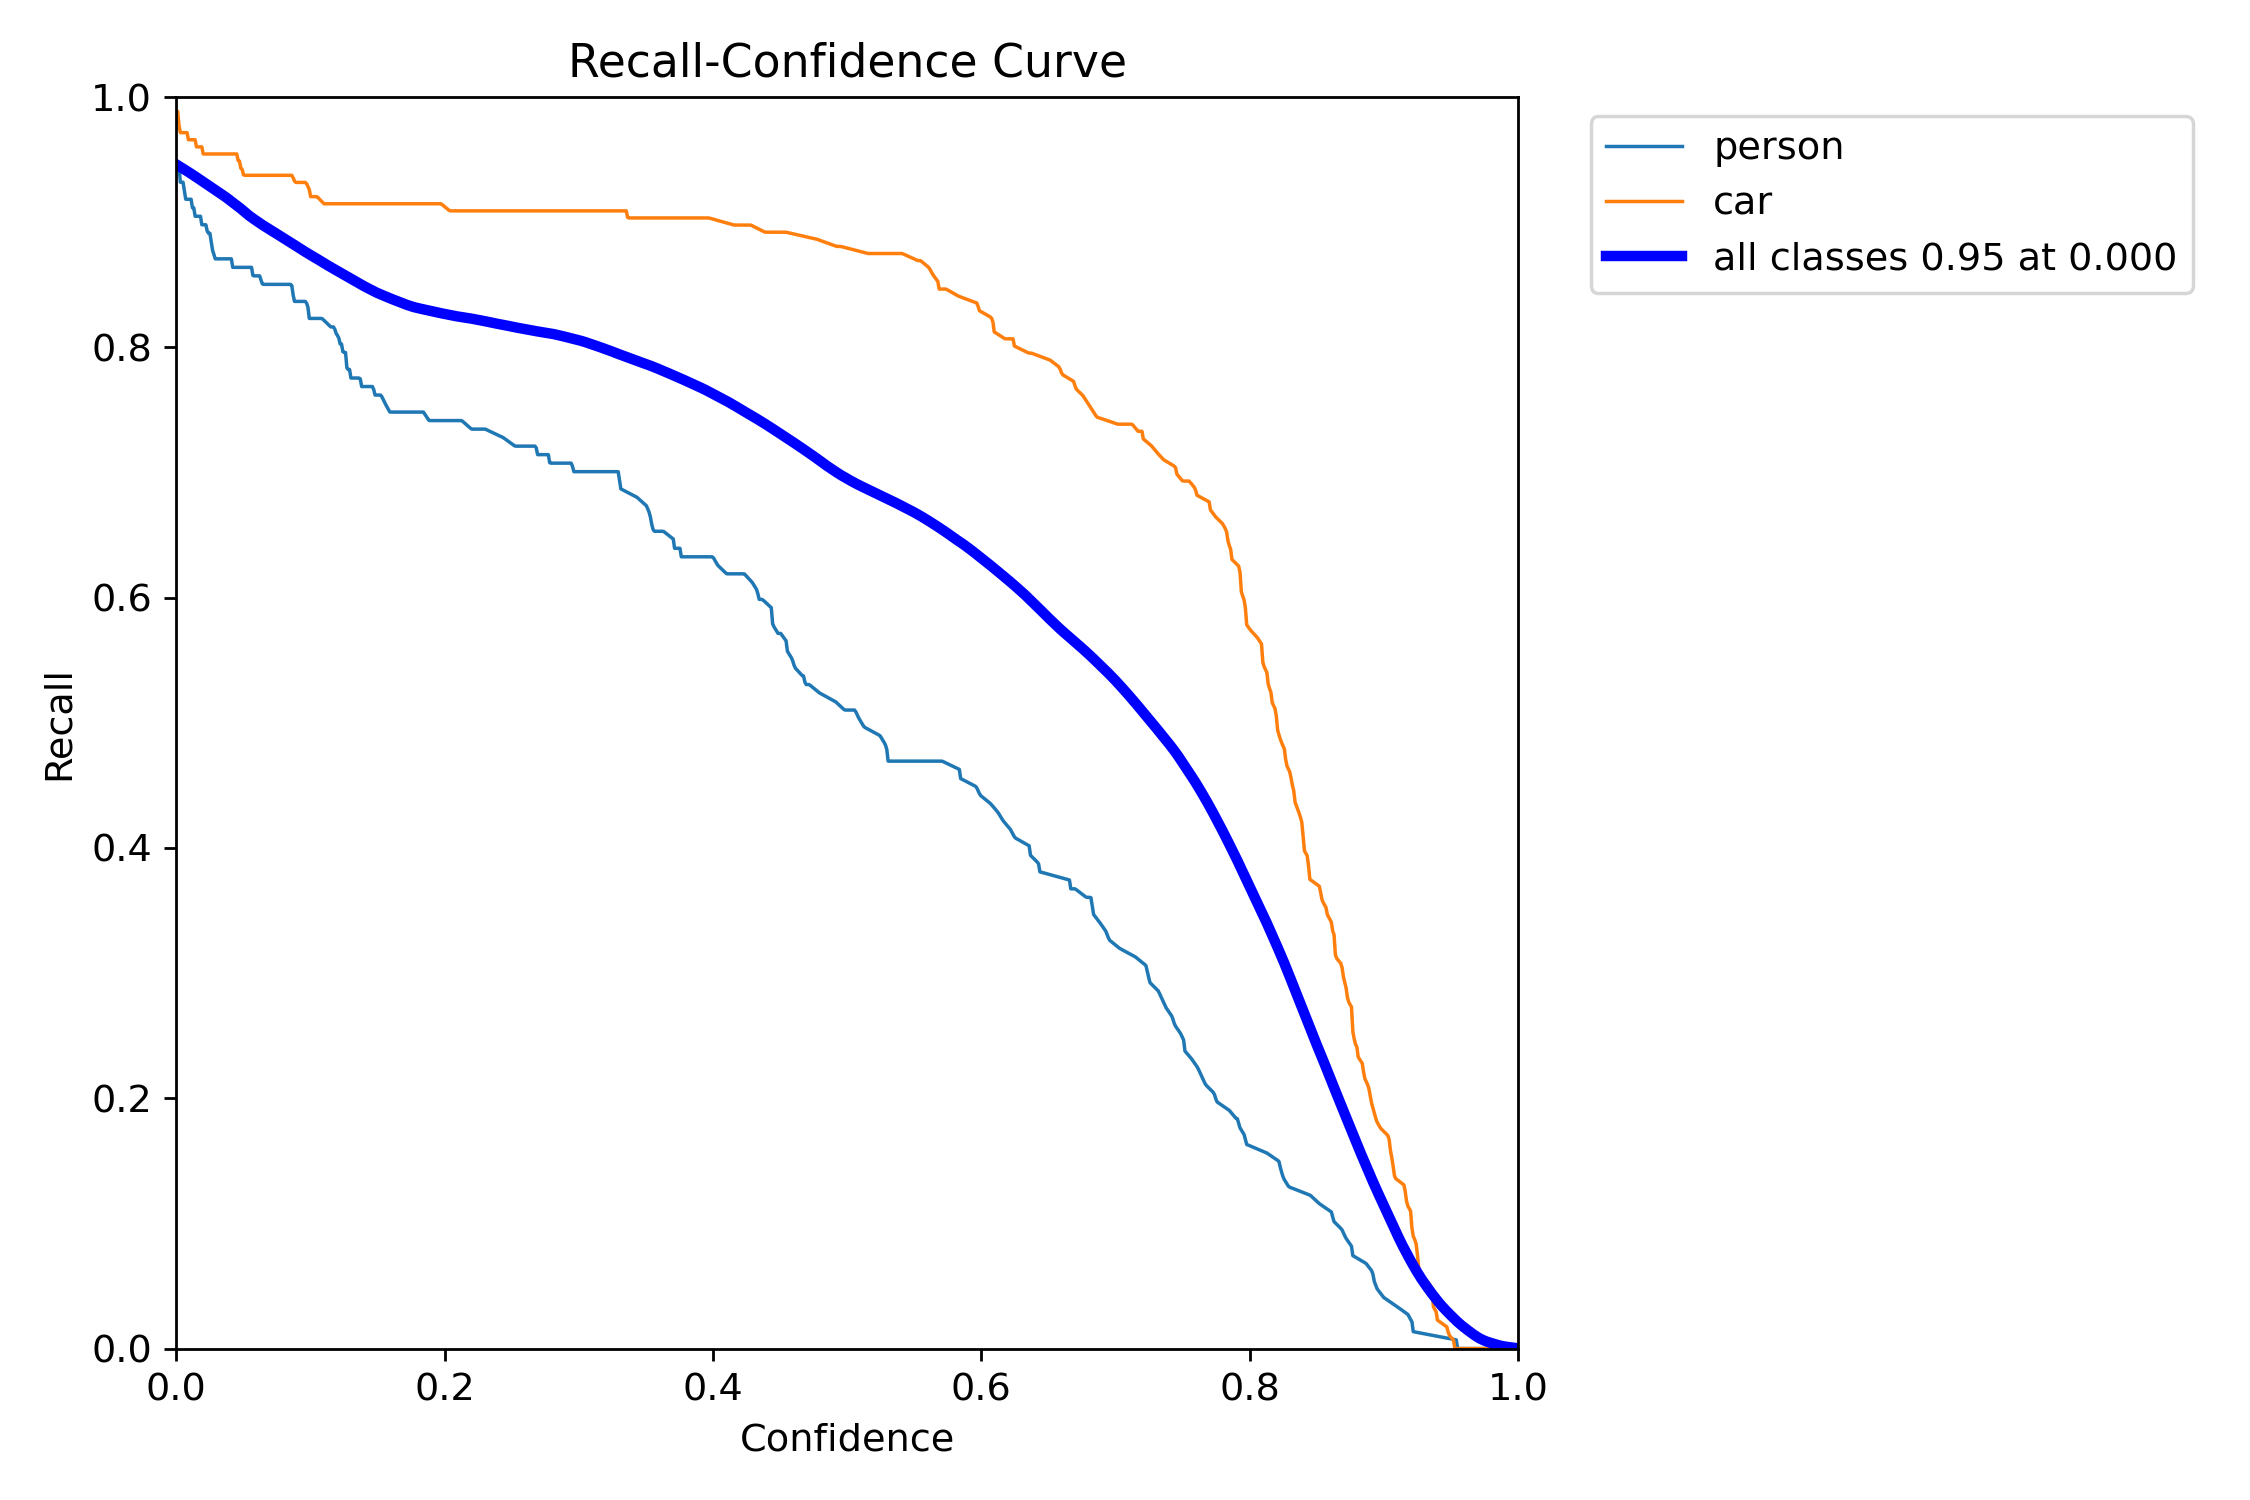 Recall-Confidence Curve
1.0
0.8
0.6
0.4
0.2
0.0
Recall
0.0 0.2 0.4 0.6 0.8 1.0
Confidence
person
car
all classes 0.95 at 0.000